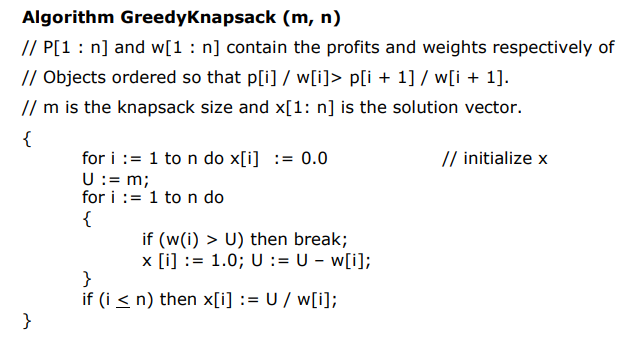 Algorithm GreedyKnapsack (m, n)
// P[1 : n] and w[1 : n] contain the profits and weights respectively of
// Objects ordered so that p[i] / w[i]> p[i + 1] / w[i + 1].
// m is the knapsack size and x[1: n] is the solution vector.
{
for i := 1 to n do x[i] := 0.0 // initialize x
U := m;
for i := 1 to n do
{
if (w(i) > U) then break;
x [i] := 1.0; U := U – w[i];
}
if (i ≤ n) then x[i] := U / w[i];
}